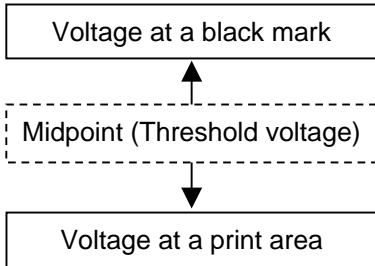 Voltage at a black mark
Midpoint (Threshold voltage)
Voltage at a print area